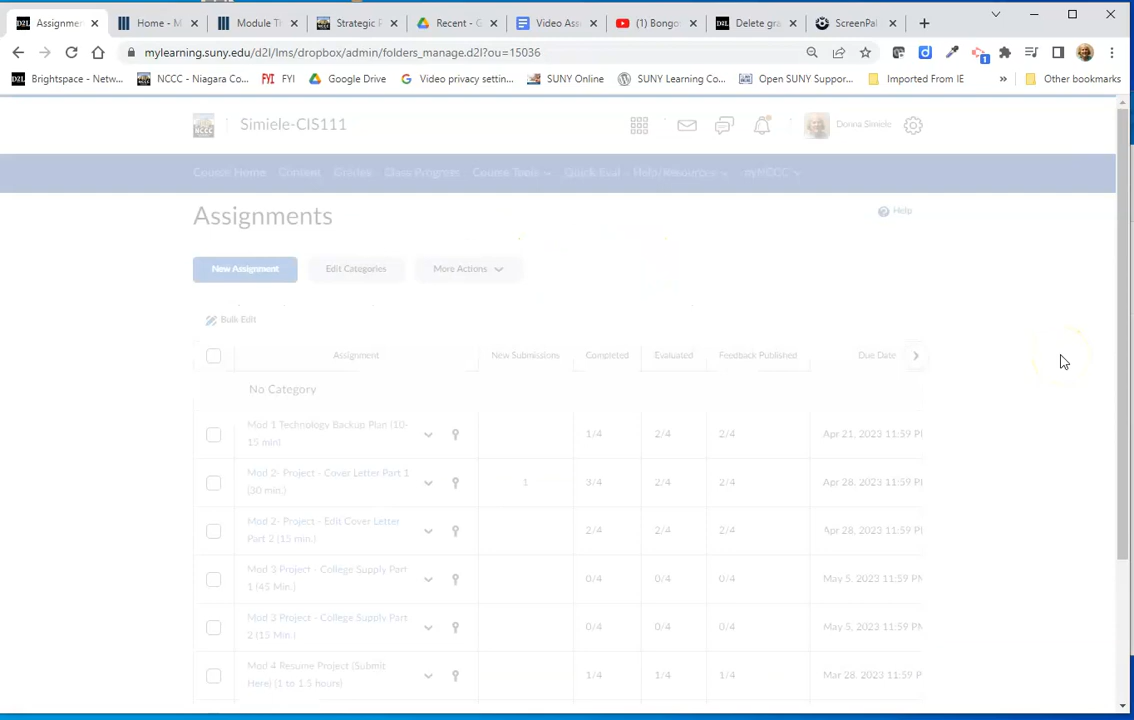 Assignmen
Home - M
Module Ti
Strategic P
Recent - G
Video Ass
(1) Bongo
Delete gra
ScreenPal
mylearning.suny.edu/d2l/lms/dropbox/admin/folders_manage.d2l?ou=15036
Brightspace - Netw...
NCCC - Niagara Co...
FYI FYI
Google Drive
Video privacy settin...
SUNY Online
SUNY Learning Co...
Open SUNY Suppor...
Imported From IE
»
Other bookmarks
Simiele-CIS111
Donna Simiele
Course Home Content Grades Class Progress Course Tools Quick Eval Help/Resources myNCCC
Assignments
Help
New Assignment
Edit Categories
More Actions
Bulk Edit
Assignment New Submissions Completed Evaluated Feedback Published Due Date
No Category
Mod 1 Technology Backup Plan (10-
15 min)
1/4 2/4 2/4 Apr 21, 2023 11:59 PM
Mod 2- Project - Cover Letter Part 1
(30 min.)
1 3/4 2/4 2/4 Apr 28, 2023 11:59 PM
Mod 2- Project - Edit Cover Letter
Part 2 (15 min.)
2/4 2/4 2/4 Apr 28, 2023 11:59 PM
Mod 3 Project - College Supply Part
1 (45 Min.)
0/4 0/4 0/4 May 5, 2023 11:59 PM
Mod 3 Project - College Supply Part
2 (15 Min.)
0/4 0/4 0/4 May 5, 2023 11:59 PM
Mod 4 Resume Project (Submit
Here) (1 to 1.5 hours)
1/4 1/4 1/4 Mar 28, 2023 11:59 PM